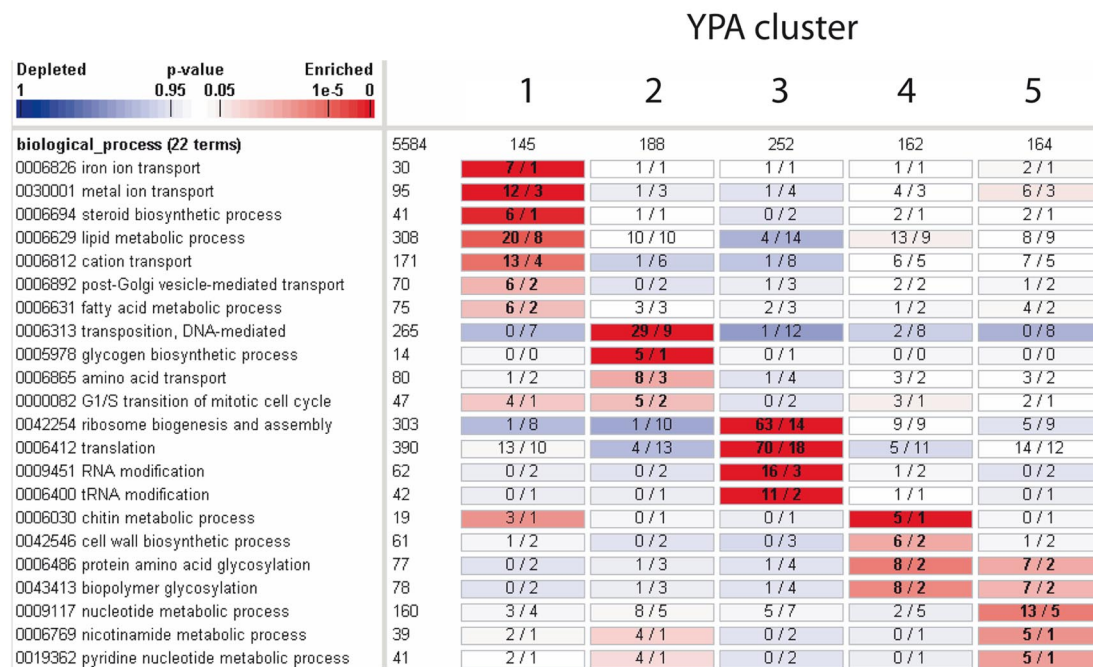 YPA cluster
Depleted p-value Enriched
1 0.95 0.05 1e-5 0
1 2 3 4 5
biological_process (22 terms) 5584 145 188 252 162 164
0006826 iron ion transport 30 7 / 1 1 / 1 1 / 1 1 / 1 2 / 1
0030001 metal ion transport 95 12 / 3 1 / 3 1 / 4 4 / 3 6 / 3
0006694 steroid biosynthetic process 41 6 / 1 1 / 1 0 / 2 2 / 1 2 / 1
0006629 lipid metabolic process 308 20 / 8 10 / 10 4 / 14 13 / 9 8 / 9
0006812 cation transport 171 13 / 4 1 / 6 1 / 8 6 / 5 7 / 5
0006892 post-Golgi vesicle-mediated transport 70 6 / 2 0 / 2 1 / 3 2 / 2 1 / 2
0006631 fatty acid metabolic process 75 6 / 2 3 / 3 2 / 3 1 / 2 4 / 2
0006313 transposition, DNA-mediated 265 0 / 7 29 / 9 1 / 12 2 / 8 0 / 8
0005978 glycogen biosynthetic process 14 0 / 0 5 / 1 0 / 1 0 / 0 0 / 0
0006865 amino acid transport 80 1 / 2 8 / 3 1 / 4 3 / 2 3 / 2
0000082 G1/S transition of mitotic cell cycle 47 4 / 1 5 / 2 0 / 2 3 / 1 2 / 1
0042254 ribosome biogenesis and assembly 303 1 / 8 1 / 10 63 / 14 9 / 9 5 / 9
0006412 translation 390 13 / 10 4 / 13 70 / 18 5 / 11 14 / 12
0009451 RNA modification 62 0 / 2 0 / 2 16 / 3 1 / 2 0 / 2
0006400 tRNA modification 42 0 / 1 0 / 1 11 / 2 1 / 1 0 / 1
0006030 chitin metabolic process 19 3 / 1 0 / 1 0 / 1 5 / 1 0 / 1
0042546 cell wall biosynthetic process 61 1 / 2 0 / 2 0 / 3 6 / 2 1 / 2
0006486 protein amino acid glycosylation 77 0 / 2 1 / 3 1 / 4 8 / 2 7 / 2
0043413 biopolymer glycosylation 78 0 / 2 1 / 3 1 / 4 8 / 2 7 / 2
0009117 nucleotide metabolic process 160 3 / 4 8 / 5 5 / 7 2 / 5 13 / 5
0006769 nicotinamide metabolic process 39 2 / 1 4 / 1 0 / 2 0 / 1 5 / 1
0019362 pyridine nucleotide metabolic process 41 2 / 1 4 / 1 0 / 2 0 / 1 5 / 1